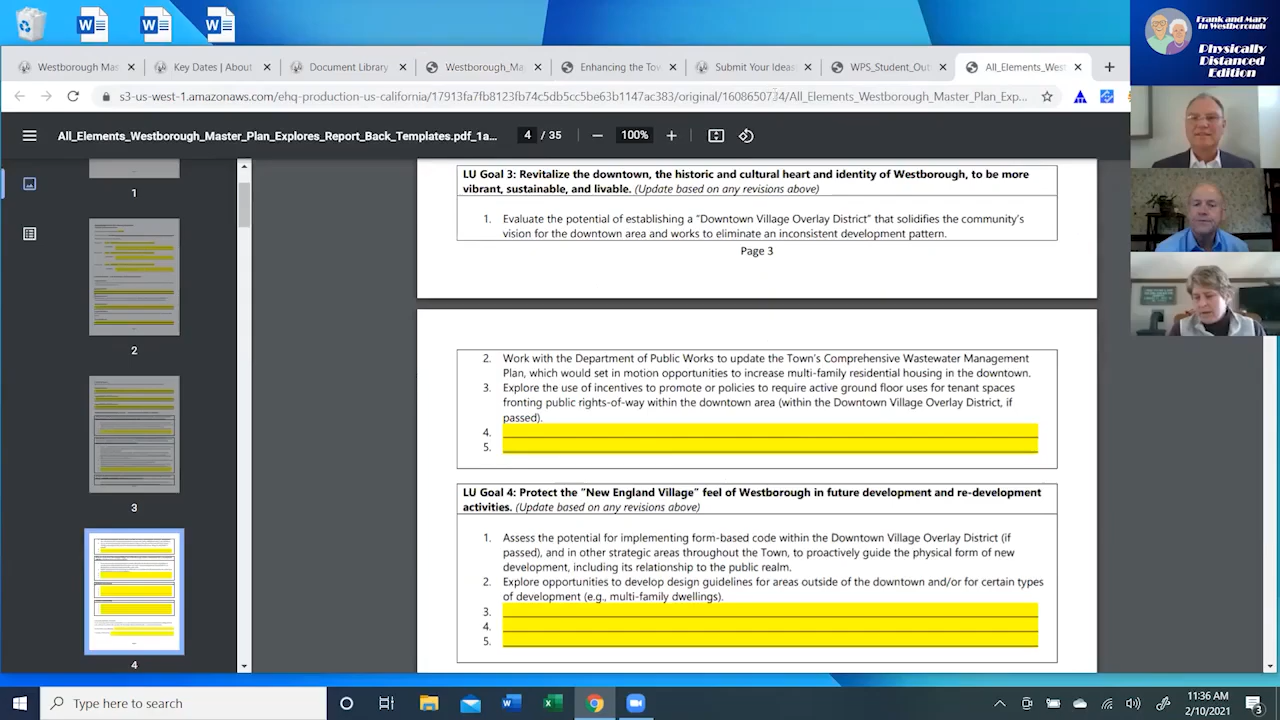 Frank and Mary
In Westborough
Physically
Distanced
Edition
Westborough Mas
Key Dates | About
Document Library
Westborough
Enhancing the Tow
Submit Your Ideas
WPS_Student_Out
All_Elements_West
s3-us-west-1.amazonaws.com/ehq-production-us-california/17913fa7fb8123fb74c5db5cc5be63b1147ac383/original/1608650734/All_Elements_Westborough_Master_Plan_Exp...
All_Elements_Westborough_Master_Plan_Explores_Report_Back_Templates.pdf_1a...
4 / 35
100%
1
2
3
4
LU Goal 3: Revitalize the downtown, the historic and cultural heart and identity of Westborough, to be more
vibrant, sustainable, and livable. (Update based on any revisions above)
1. Evaluate the potential of establishing a "Downtown Village Overlay District" that solidifies the community's
vision for the downtown area and works to eliminate an inconsistent development pattern.
Page 3
2. Work with the Department of Public Works to update the Town's Comprehensive Wastewater Management
Plan, which would set in motion opportunities to increase multi-family residential housing in the downtown.
3. Explore the use of incentives to promote or policies to require active ground floor uses for tenant spaces
fronting public rights-of-way within the downtown area (within the Downtown Village Overlay District, if
passed).
4.
5.
LU Goal 4: Protect the "New England Village" feel of Westborough in future development and re-development
activities. (Update based on any revisions above)
1. Assess the potential for implementing form-based code within the Downtown Village Overlay District (if
passed), and in other strategic areas throughout the Town, to proactively guide the physical form of new
development, including its relationship to the public realm.
2. Explore opportunities to develop design guidelines for areas outside of the downtown and/or for certain types
of development (e.g., multi-family dwellings).
3.
4.
5.
Type here to search
11:36 AM
2/10/2021
3